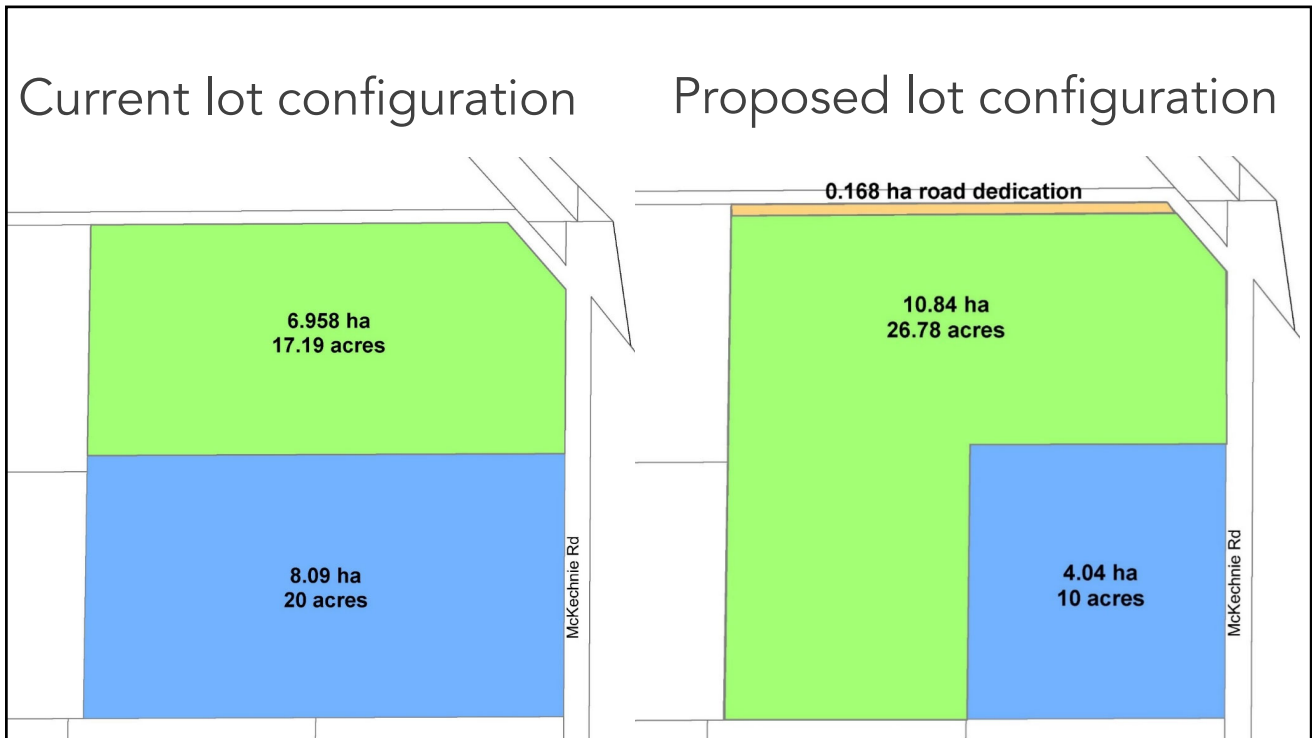 Current lot configuration
6.958 ha
17.19 acres
8.09 ha
20 acres
McKechnie Rd
Proposed lot configuration
0.168 ha road dedication
10.84 ha
26.78 acres
4.04 ha
10 acres
McKechnie Rd